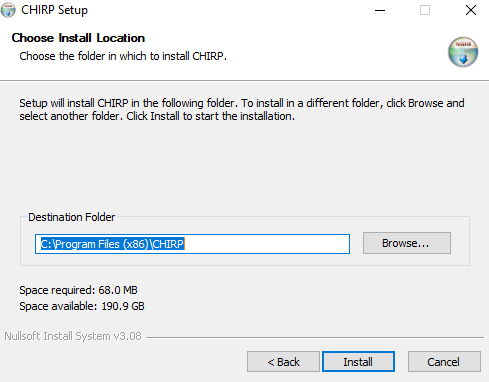 CHIRP Setup
Choose Install Location
Choose the folder in which to install CHIRP.
Setup will install CHIRP in the following folder. To install in a different folder, click Browse and
select another folder. Click Install to start the installation.
Destination Folder
C:\Program Files (x86)\CHIRP
Browse...
Space required: 68.0 MB
Space available: 190.9 GB
Nullsoft Install System v3.08
< Back
Install
Cancel